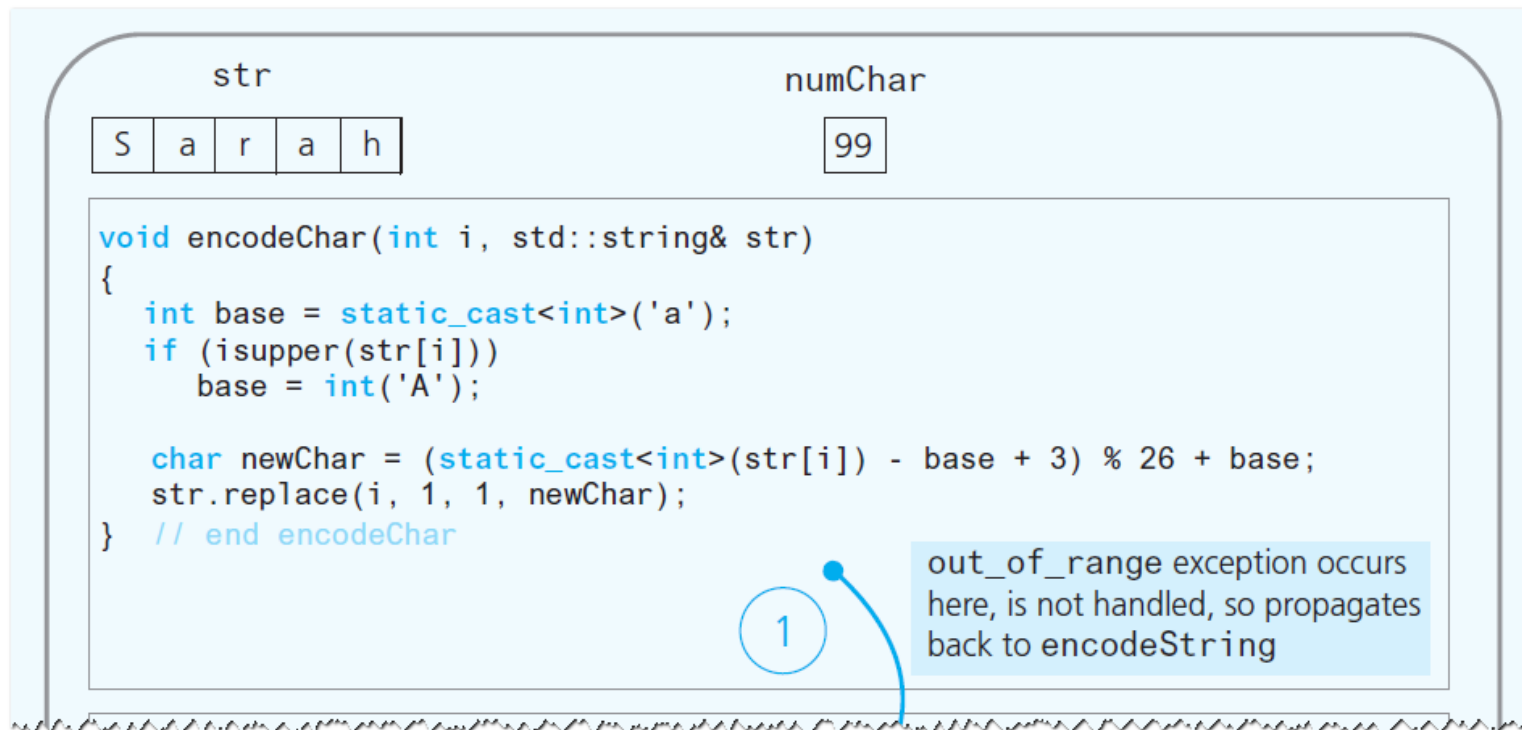 str numChar
S a r a h 99
void encodeChar(int i, std::string& str)
{
int base = static_cast<int>('a');
if (isupper(str[i]))
base = int('A');
char newChar = (static_cast<int>(str[i]) - base + 3) % 26 + base;
str.replace(i, 1, 1, newChar);
} // end encodeChar
out_of_range exception occurs
here, is not handled, so propagates
back to encodeString
1